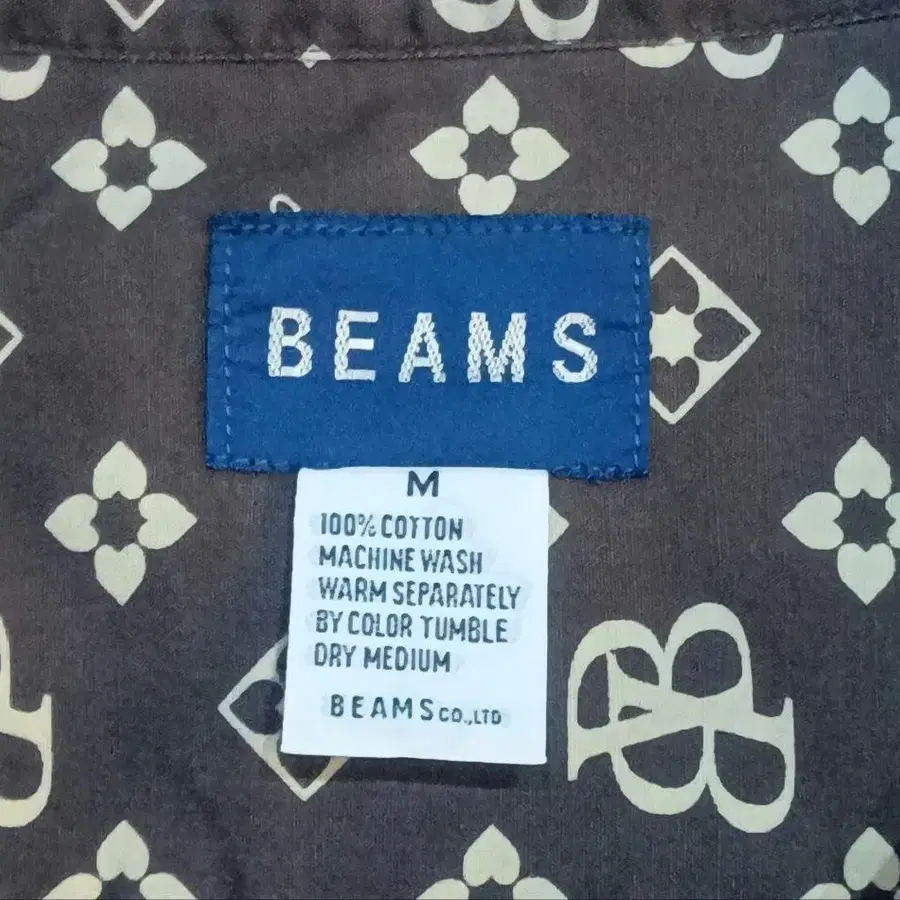 BEAMS
M
100% COTTON
MACHINE WASH
WARM SEPARATELY
BY COLOR TUMBLE
DRY MEDIUM
BEAMS CO.,LTD